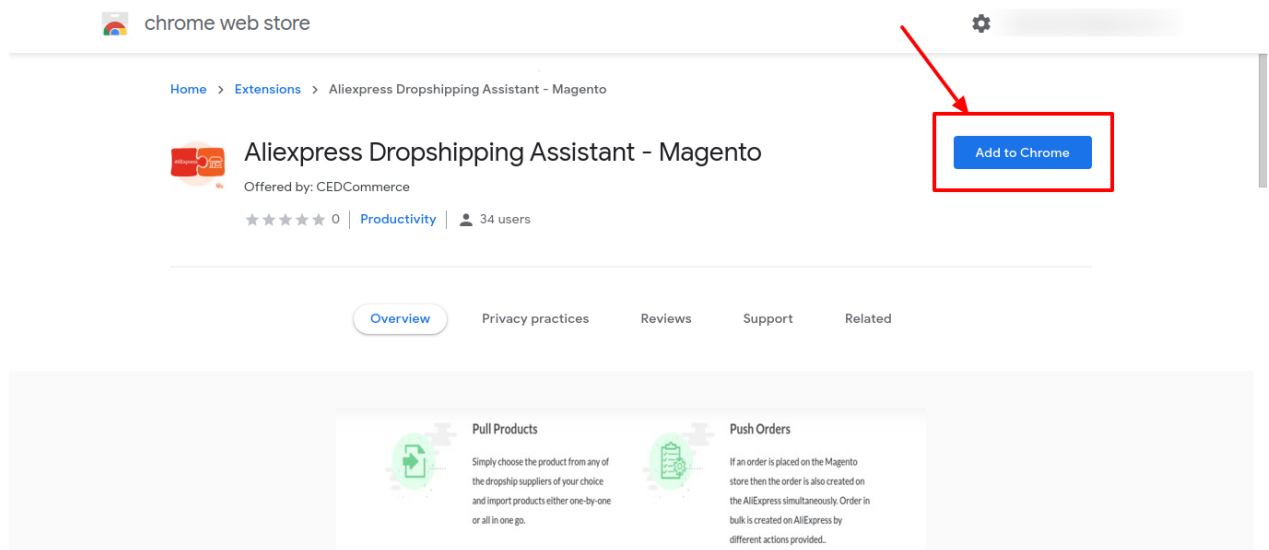 chrome web store
Home > Extensions > Aliexpress Dropshipping Assistant - Magento
Aliexpress Dropshipping Assistant - Magento
Add to Chrome
Offered by: CEDCommerce
0 | Productivity | 34 users
Overview Privacy practices Reviews Support Related
Pull Products
Simply choose the product from any of
the dropship suppliers of your choice
and import products either one-by-one
or all in one go.
Push Orders
If an order is placed on the Magento
store then the order is also created on
the AliExpress simultaneously. Order in
bulk is created on AliExpress by
different actions provided..